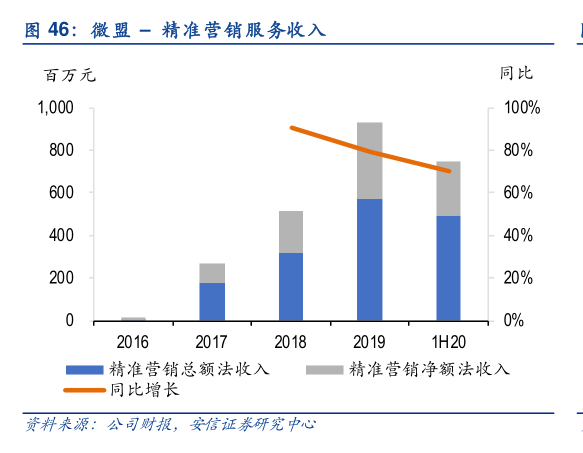 图 46：微盟 – 精准营销服务收入
百万元 同比
1,000 100%
800 80%
600 60%
400 40%
200 20%
0 0%
2016 2017 2018 2019 1H20
精准营销总额法收入 精准营销净额法收入
同比增长
资料来源：公司财报，安信证券研究中心